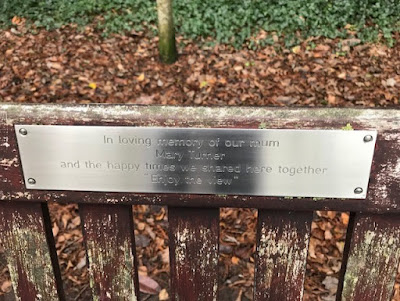 In loving memory of our mum
Mary Turner
and the happy times we shared here together
"Enjoy the view"